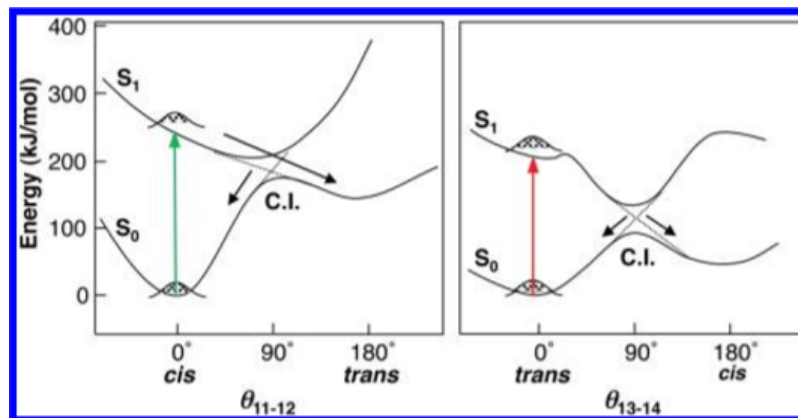 400
300
200
100
0
Energy (kJ/mol)
S1
S0
C.I.
0° 90° 180°
cis trans
θ11-12
S1
S0
C.I.
0° 90° 180°
trans cis
θ13-14